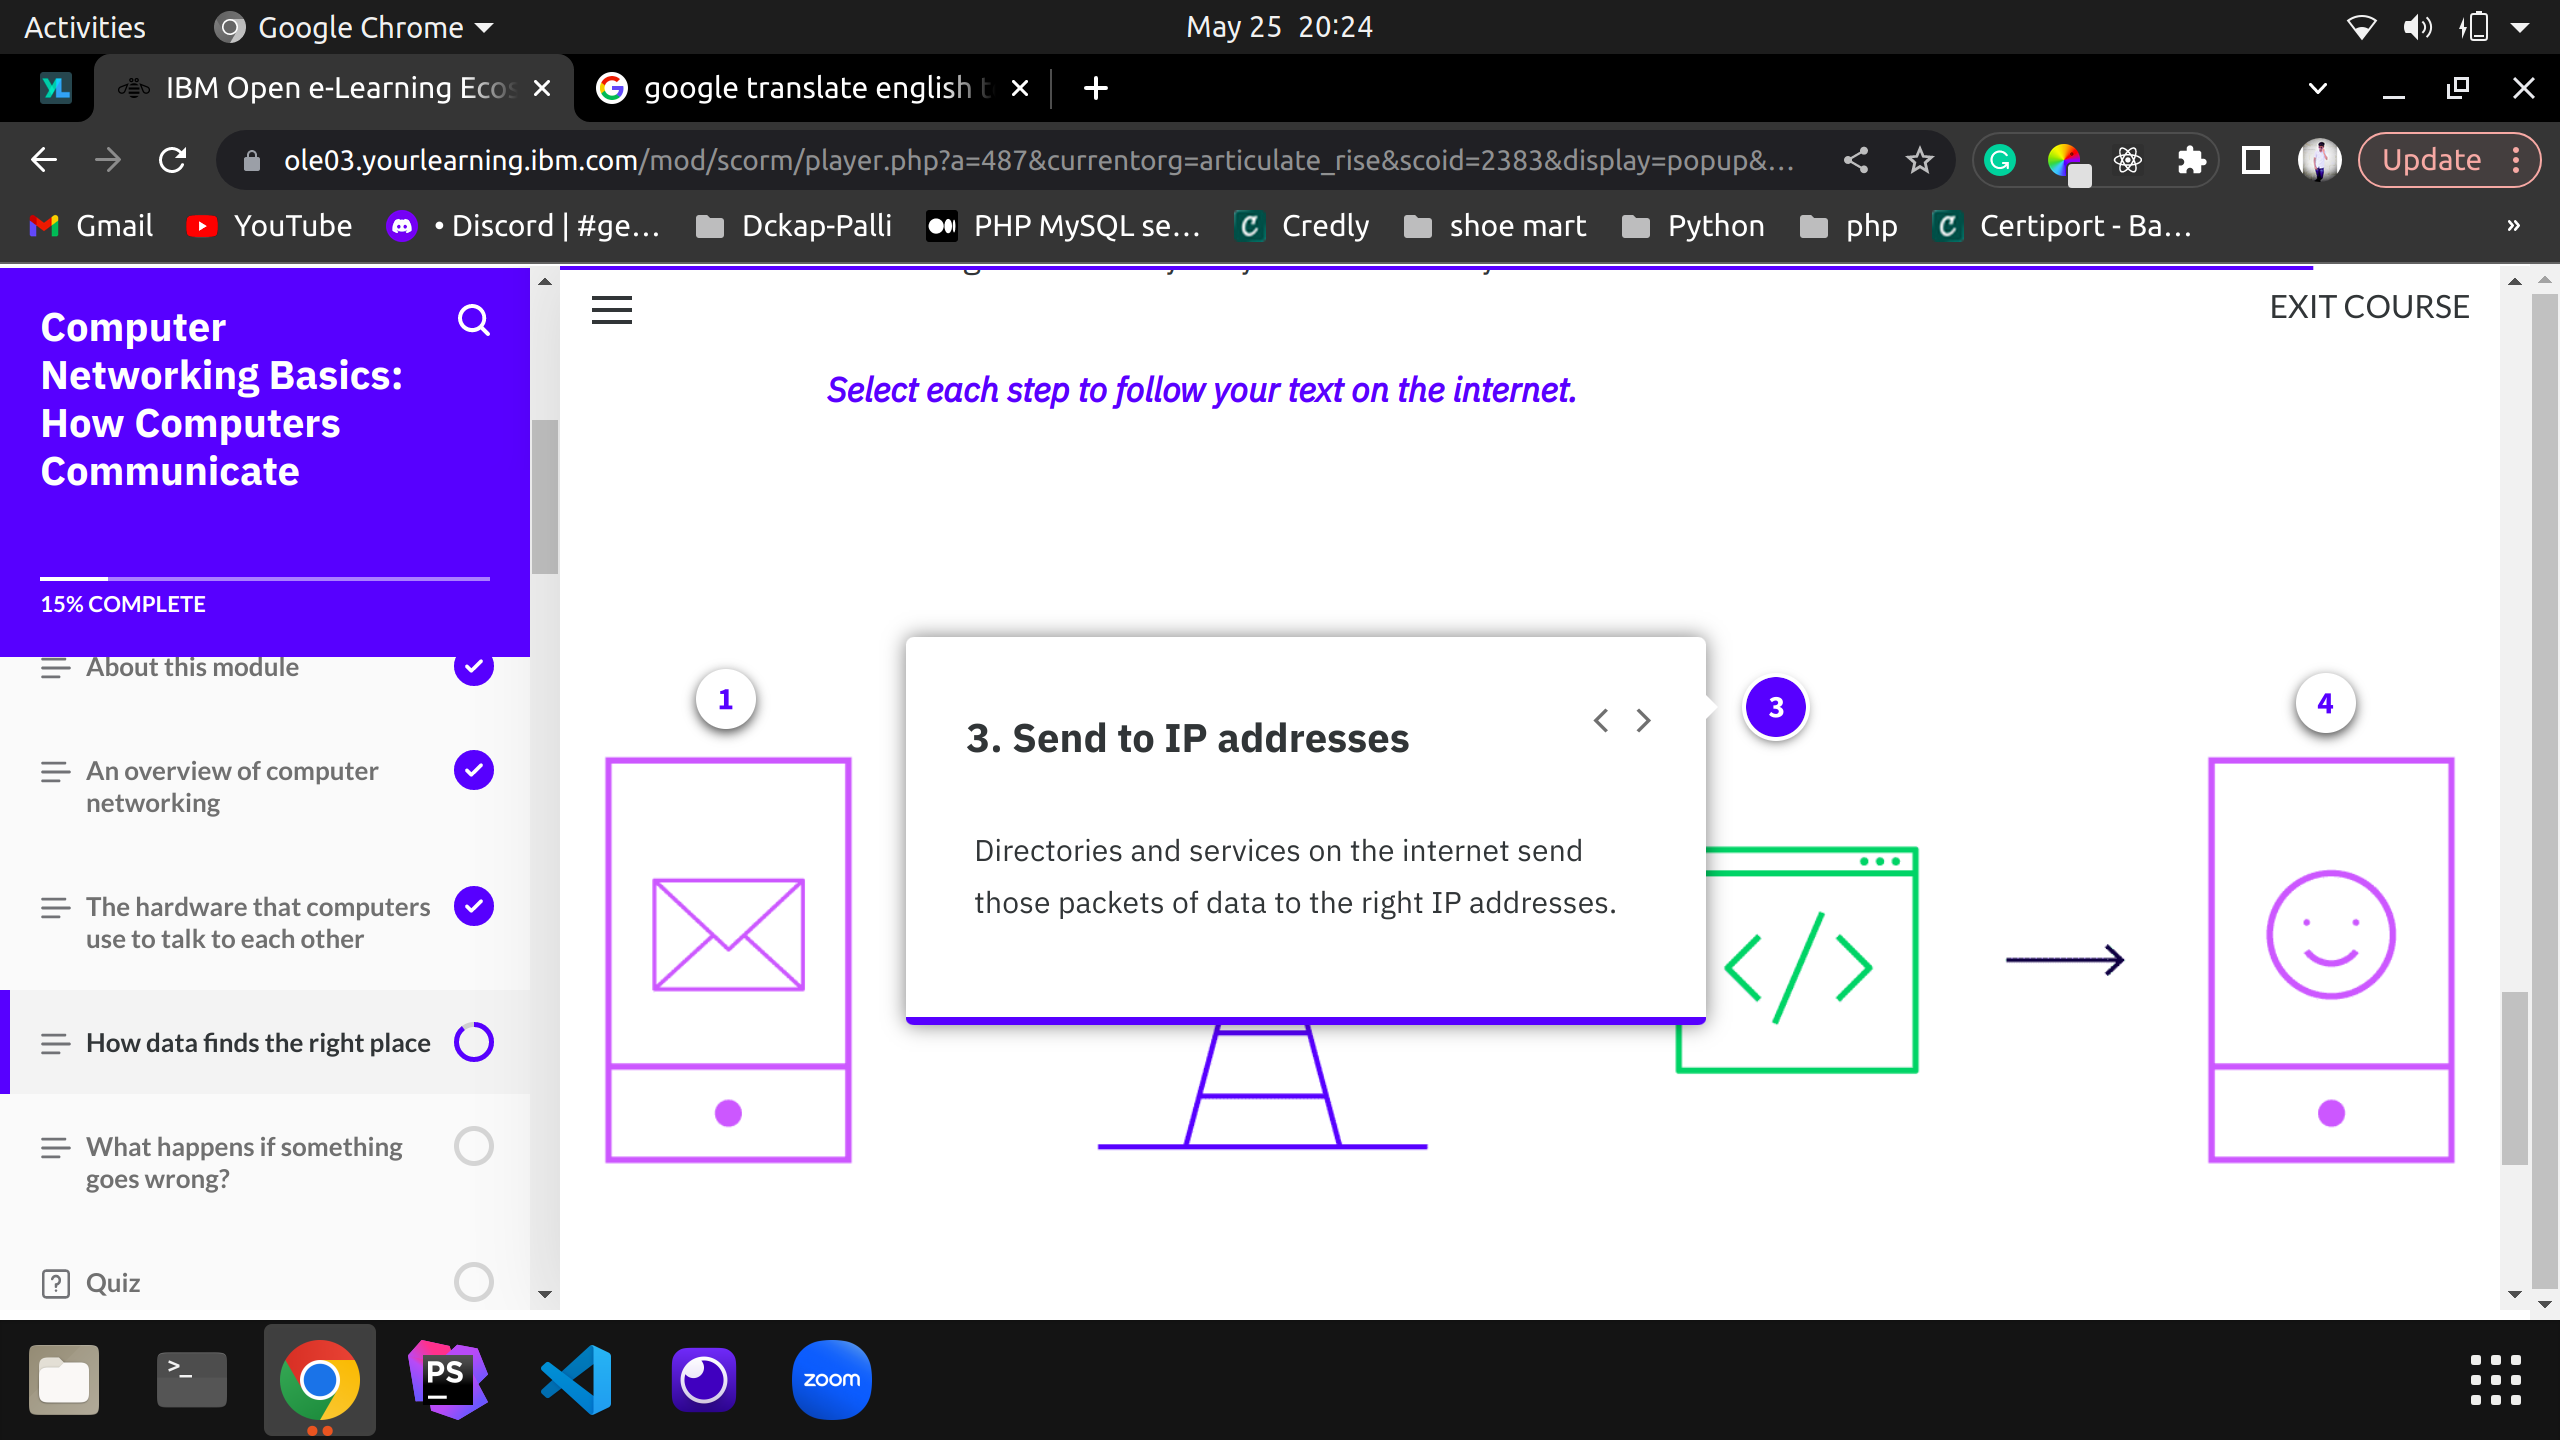 Activities
Google Chrome
May 25 20:24
IBM Open e-Learning Ecos
google translate english t
ole03.yourlearning.ibm.com/mod/scorm/player.php?a=487&currentorg=articulate_rise&scoid=2383&display=popup&...
Update
Gmail
YouTube
• Discord | #ge...
Dckap-Palli
PHP MySQL se...
Credly
shoe mart
Python
php
Certiport - Ba...
»
Computer
Networking Basics:
How Computers
Communicate
15% COMPLETE
About this module
An overview of computer
networking
The hardware that computers
use to talk to each other
How data finds the right place
What happens if something
goes wrong?
Quiz
EXIT COURSE
Select each step to follow your text on the internet.
1
3. Send to IP addresses
Directories and services on the internet send
those packets of data to the right IP addresses.
3
4
</>
PS
zoom